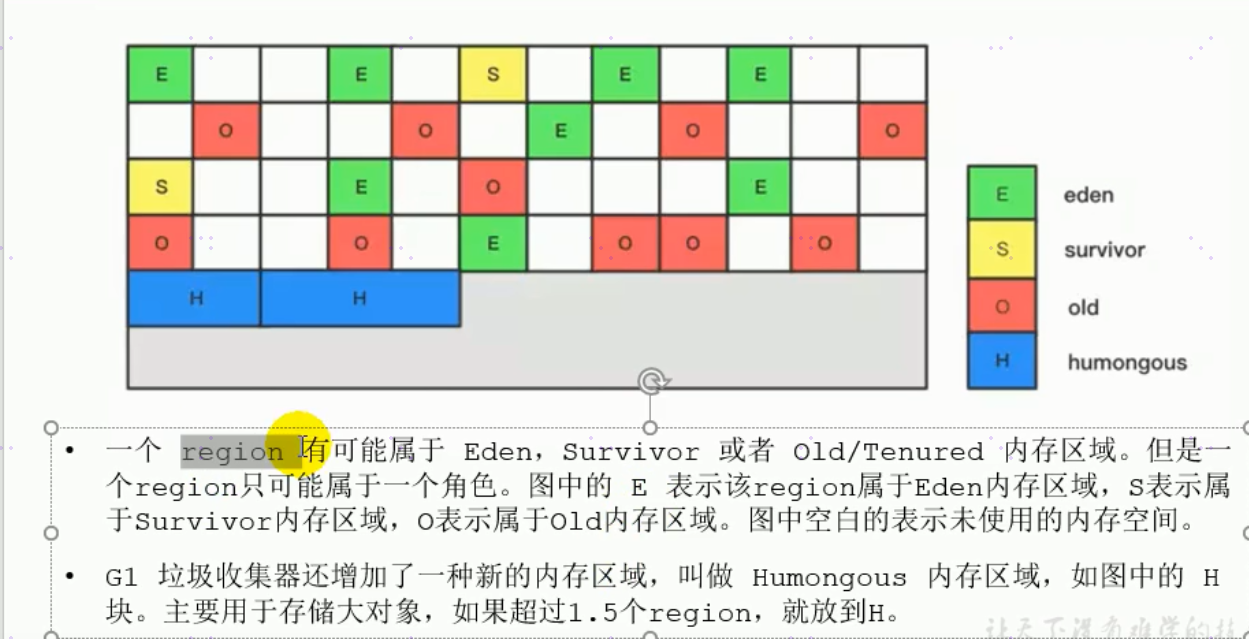 E E S E E
O O E O O
S E O E
O O E O O O
H H
E eden
S survivor
O old
H humongous
• 一个 region 有可能属于 Eden，Survivor 或者 Old/Tenured 内存区域。但是一
个region只可能属于一个角色。图中的 E 表示该region属于Eden内存区域，S表示属
于Survivor内存区域，O表示属于Old内存区域。图中空白的表示未使用的内存空间。
• G1 垃圾收集器还增加了一种新的内存区域，叫做 Humongous 内存区域，如图中的 H
块。主要用于存储大对象，如果超过1.5个region，就放到H。
让天下没有难学的技